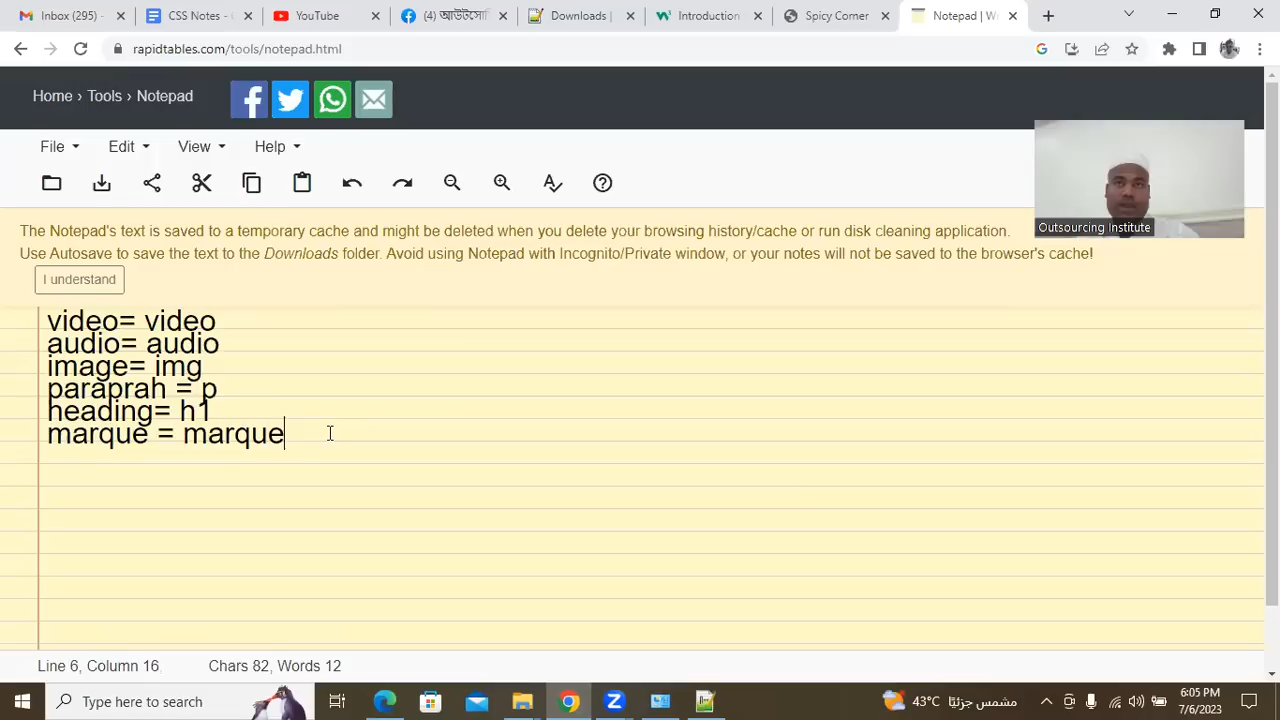 Inbox (295) -
CSS Notes -
YouTube
(4) আউটসো
Downloads |
Introduction
Spicy Corner
Notepad | W
rapidtables.com/tools/notepad.html
Home › Tools › Notepad
File Edit View Help
Outsourcing Institute
The Notepad's text is saved to a temporary cache and might be deleted when you delete your browsing history/cache or run disk cleaning application.
Use Autosave to save the text to the Downloads folder. Avoid using Notepad with Incognito/Private window, or your notes will not be saved to the browser's cache!
I understand
video= video
audio= audio
image= img
paraprah = p
heading= h1
marque = marque
Line 6, Column 16
Chars 82, Words 12
Type here to search
43°C مشمس جزئيًا
6:05 PM
7/6/2023